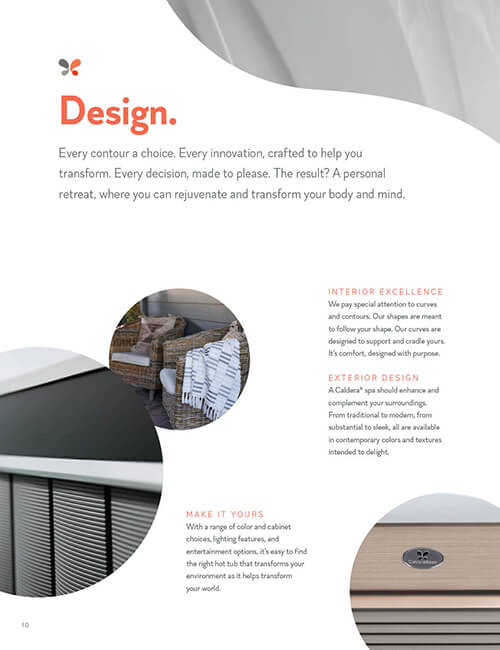 Design.
Every contour a choice. Every innovation, crafted to help you
transform. Every decision, made to please. The result? A personal
retreat, where you can rejuvenate and transform your body and mind.
INTERIOR EXCELLENCE
We pay special attention to curves
and contours. Our shapes are meant
to follow your shape. Our curves are
designed to support and cradle yours.
It's comfort, designed with purpose.
EXTERIOR DESIGN
A Caldera® spa should enhance and
complement your surroundings.
From traditional to modern, from
substantial to sleek, all are available
in contemporary colors and textures
intended to delight.
MAKE IT YOURS
With a range of color and cabinet
choices, lighting features, and
entertainment options, it's easy to find
the right hot tub that transforms your
environment as it helps transform
your world.
10